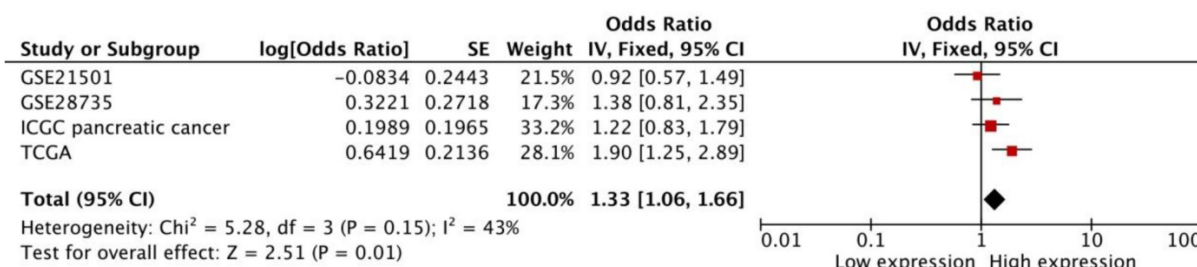 Odds Ratio Odds Ratio
Study or Subgroup log[Odds Ratio] SE Weight IV, Fixed, 95% CI IV, Fixed, 95% CI
GSE21501 −0.0834 0.2443 21.5% 0.92 [0.57, 1.49]
GSE28735 0.3221 0.2718 17.3% 1.38 [0.81, 2.35]
ICGC pancreatic cancer 0.1989 0.1965 33.2% 1.22 [0.83, 1.79]
TCGA 0.6419 0.2136 28.1% 1.90 [1.25, 2.89]
Total (95% CI) 100.0% 1.33 [1.06, 1.66]
Heterogeneity: Chi² = 5.28, df = 3 (P = 0.15); I² = 43%
Test for overall effect: Z = 2.51 (P = 0.01)
0.01 0.1 1 10 100
Low expression High expression